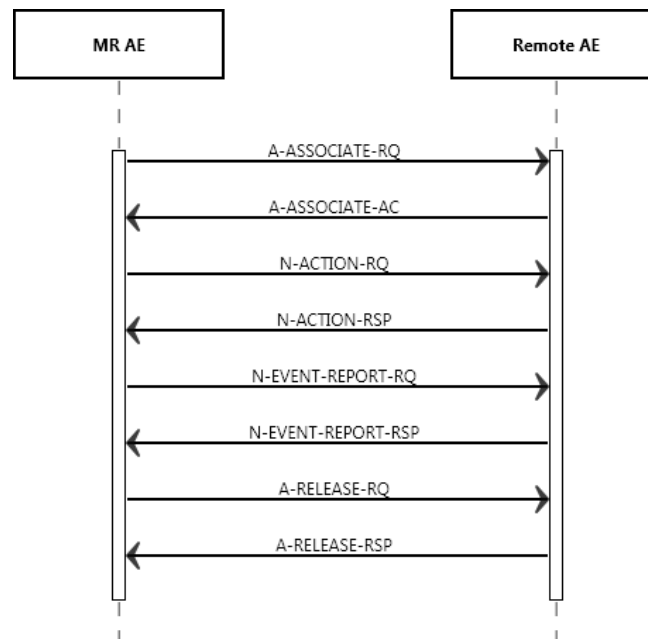 MR AE
Remote AE
A-ASSOCIATE-RQ
A-ASSOCIATE-AC
N-ACTION-RQ
N-ACTION-RSP
N-EVENT-REPORT-RQ
N-EVENT-REPORT-RSP
A-RELEASE-RQ
A-RELEASE-RSP